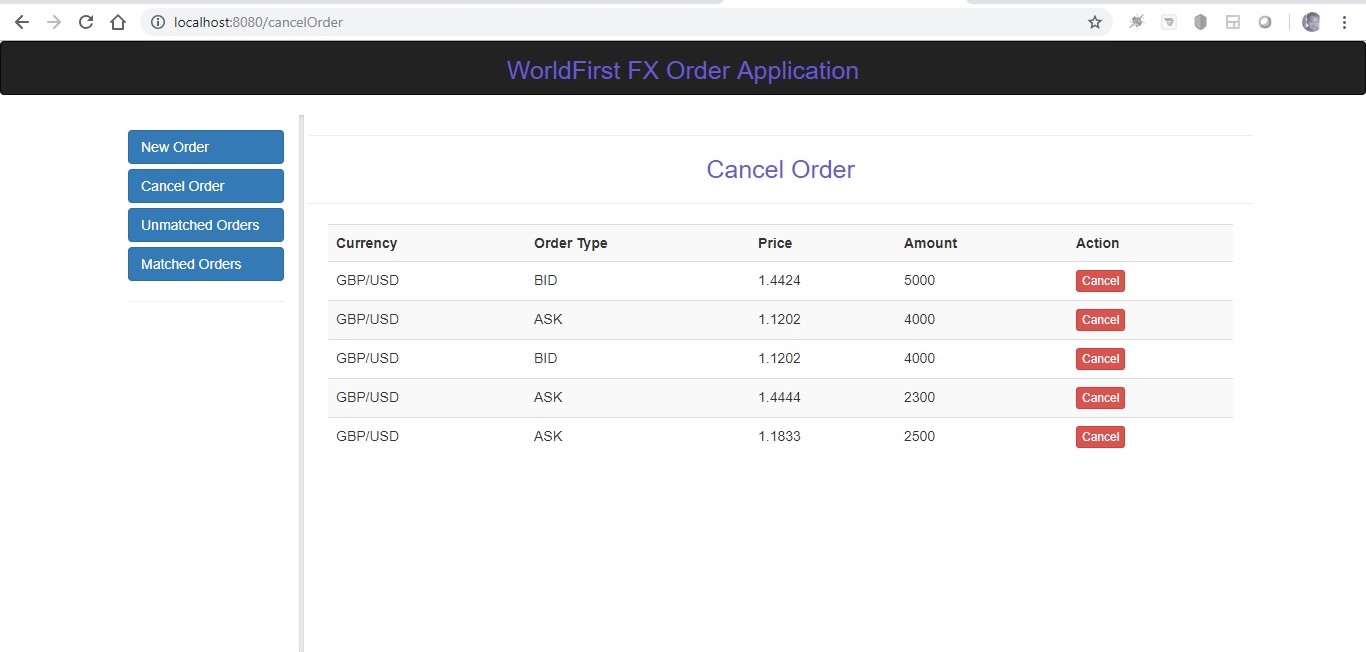 localhost:8080/cancelOrder
WorldFirst FX Order Application
New Order
Cancel Order
Unmatched Orders
Matched Orders
Cancel Order
Currency Order Type Price Amount Action
GBP/USD BID 1.4424 5000 Cancel
GBP/USD ASK 1.1202 4000 Cancel
GBP/USD BID 1.1202 4000 Cancel
GBP/USD ASK 1.4444 2300 Cancel
GBP/USD ASK 1.1833 2500 Cancel